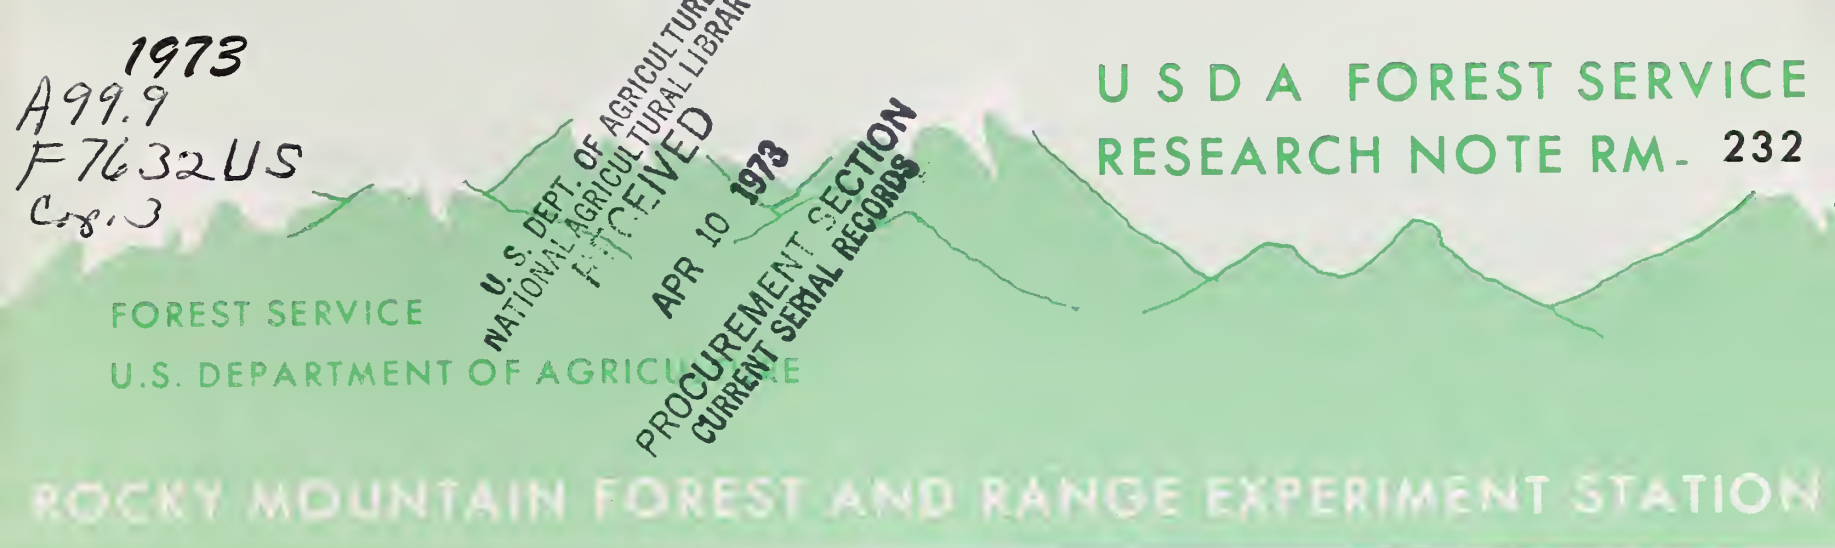 1973
A99.9
F7632US
Cop. 3
USDA FOREST SERVICE
RESEARCH NOTE RM- 232
U. S. DEPT. OF AGRICULTURE
NATIONAL AGRICULTURAL LIBRARY
RECEIVED
APR 10 1973
PROCUREMENT SECTION
CURRENT SERIAL RECORDS
FOREST SERVICE
U.S. DEPARTMENT OF AGRICULTURE
ROCKY MOUNTAIN FOREST AND RANGE EXPERIMENT STATION